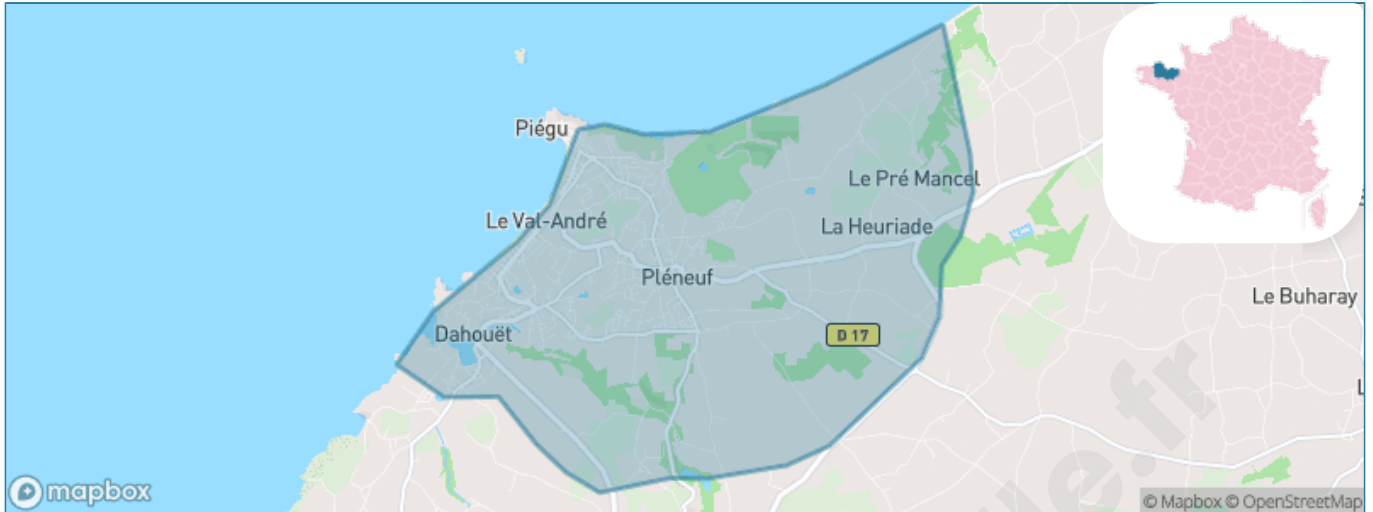 Piégu
Le Pré Mancel
Le Val-André
La Heuriade
Pléneuf
Le Buharay
Dahouët
D 17
mapbox
© Mapbox © OpenStreetMap